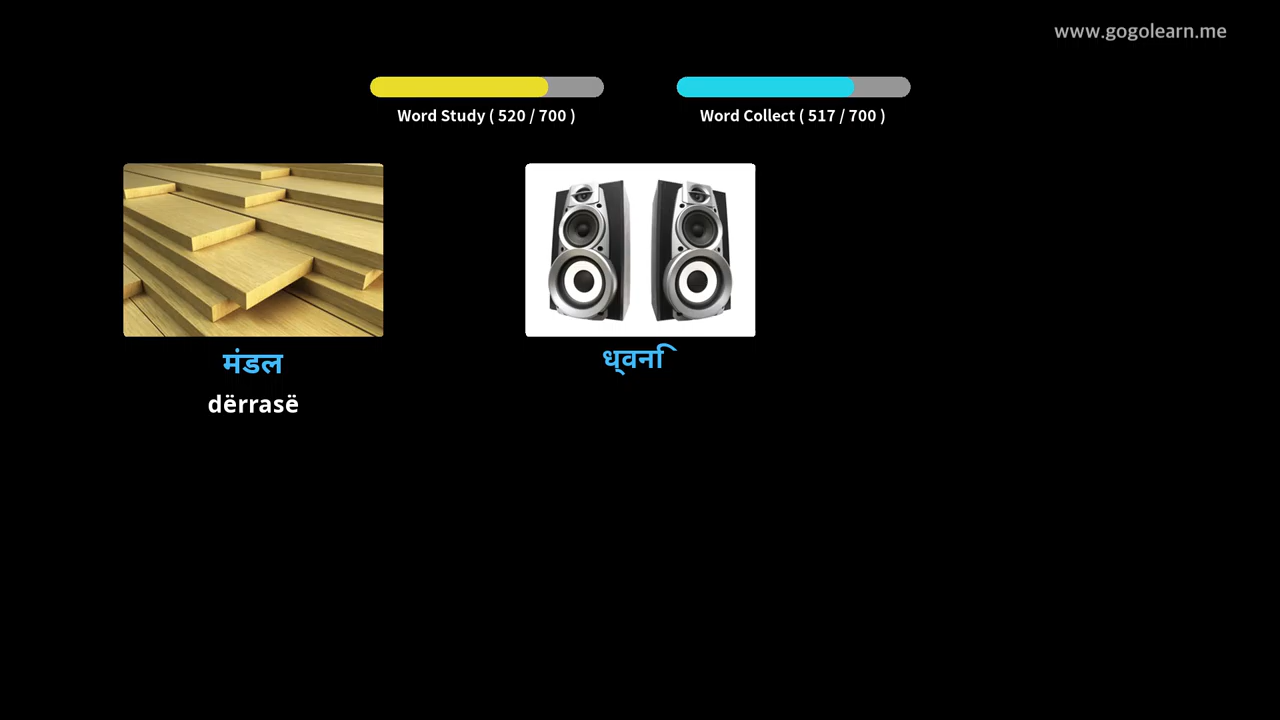 www.gogolearn.me
Word Study ( 520 / 700 )
Word Collect ( 517 / 700 )
मंडल
ध्वनि
dërrasë